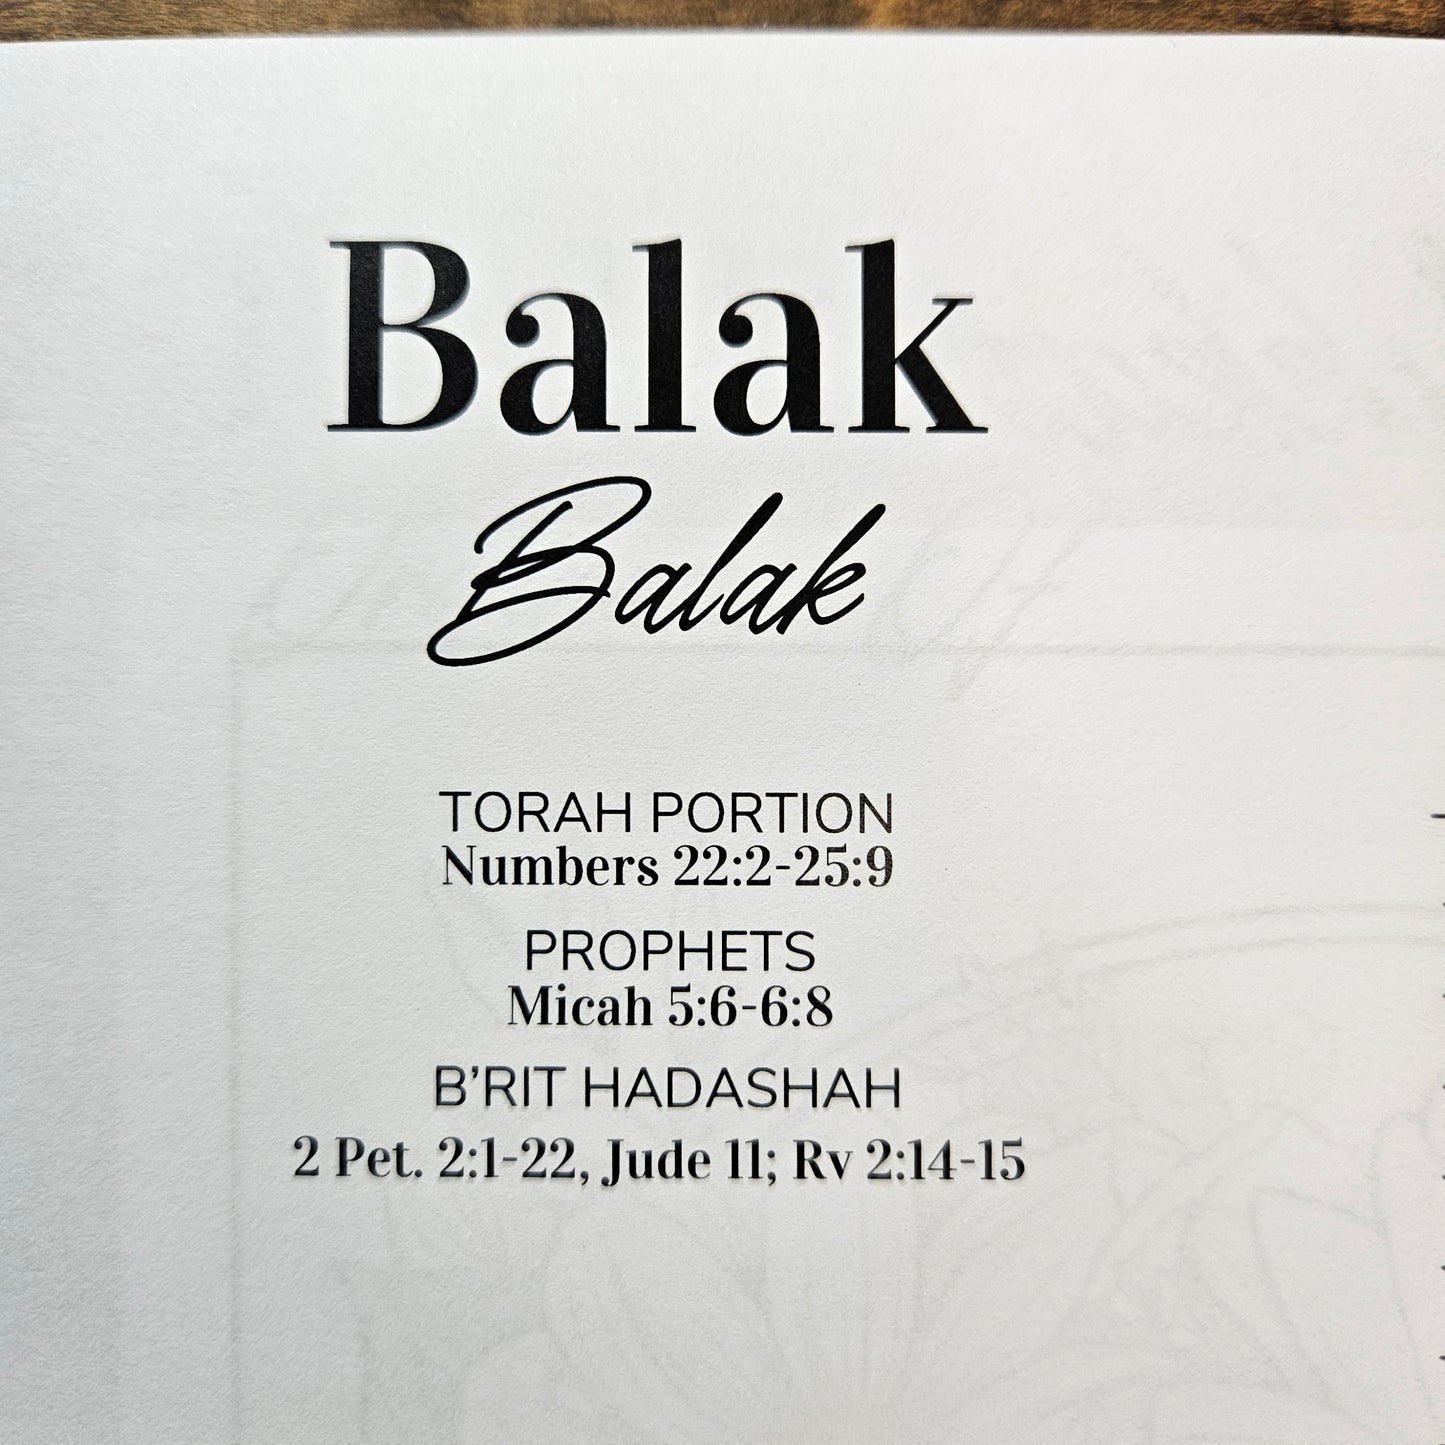 Balak
Balak
TORAH PORTION
Numbers 22:2-25:9
PROPHETS
Micah 5:6-6:8
B'RIT HADASHAH
2 Pet. 2:1-22, Jude 11; Rv 2:14-15